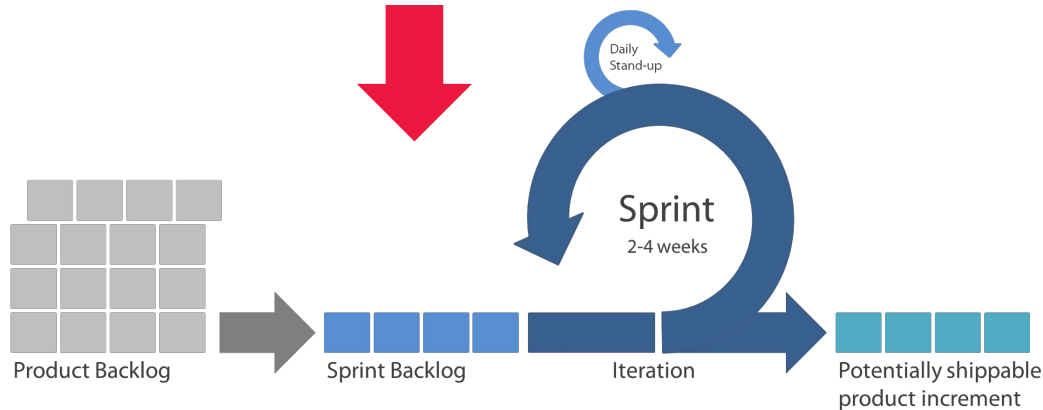 Daily
Stand-up
Sprint
2-4 weeks
Product Backlog
Sprint Backlog
Iteration
Potentially shippable
product increment